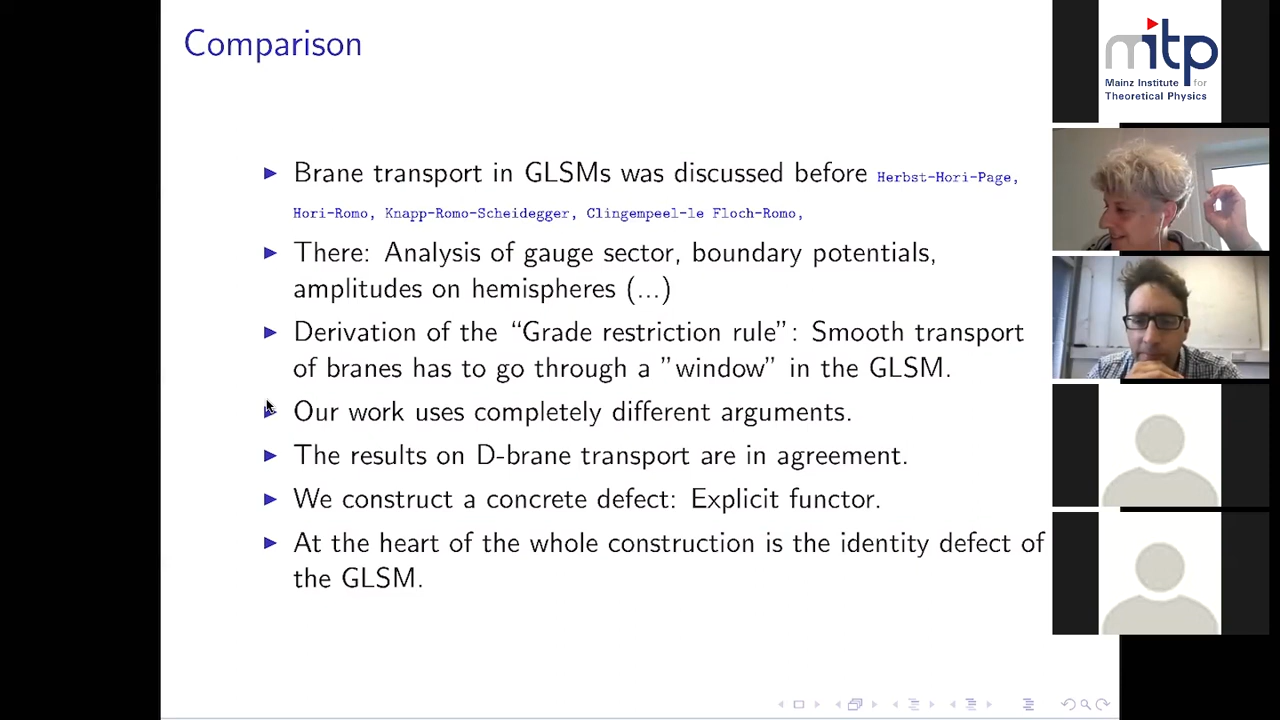 Comparison
Brane transport in GLSMs was discussed before Herbst-Hori-Page,
Hori-Romo, Knapp-Romo-Scheidegger, Clingempeel-le Floch-Romo,
There: Analysis of gauge sector, boundary potentials,
amplitudes on hemispheres (...)
Derivation of the “Grade restriction rule”: Smooth transport
of branes has to go through a ”window” in the GLSM.
Our work uses completely different arguments.
The results on D-brane transport are in agreement.
We construct a concrete defect: Explicit functor.
At the heart of the whole construction is the identity defect of
the GLSM.
mitp
Mainz Institute for
Theoretical Physics